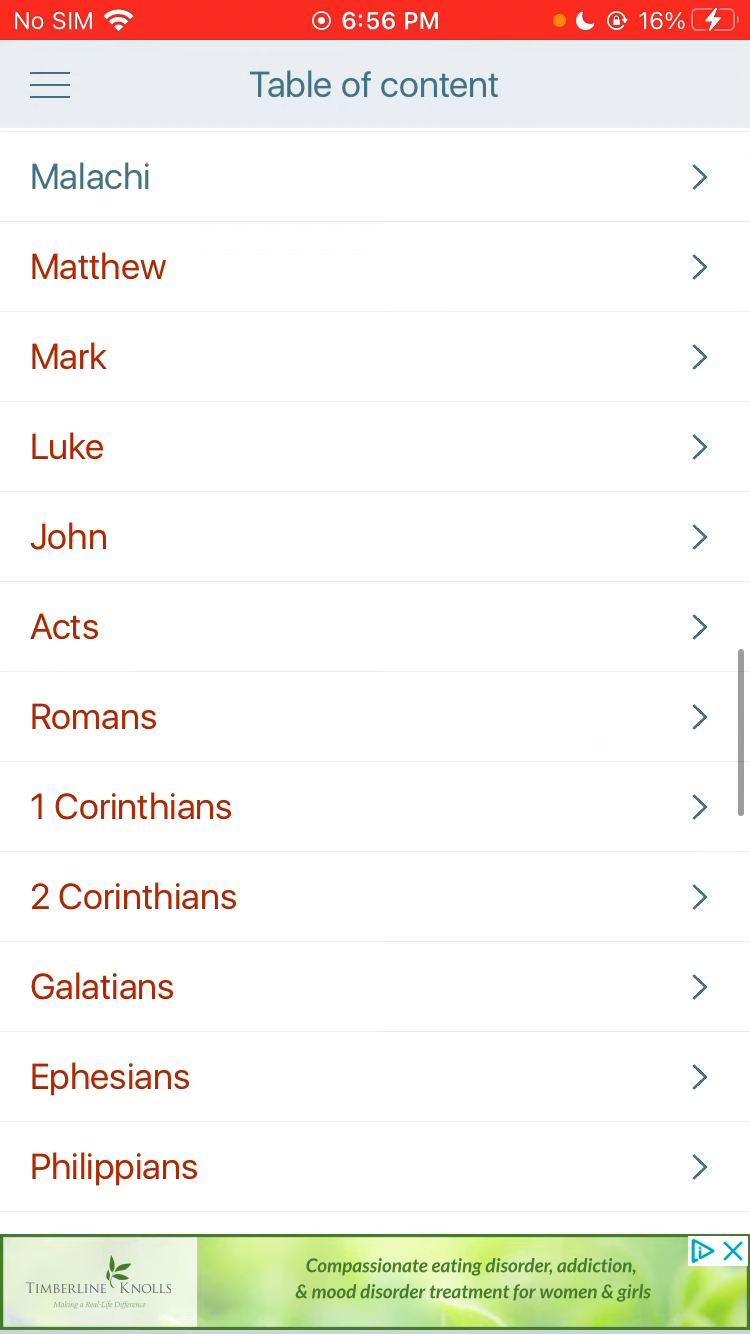 No SIM 6:56 PM 16%
Table of content
Malachi
Matthew
Mark
Luke
John
Acts
Romans
1 Corinthians
2 Corinthians
Galatians
Ephesians
Philippians
TIMBERLINE KNOLLS
Making a Real-Life Difference
Compassionate eating disorder, addiction,
& mood disorder treatment for women & girls